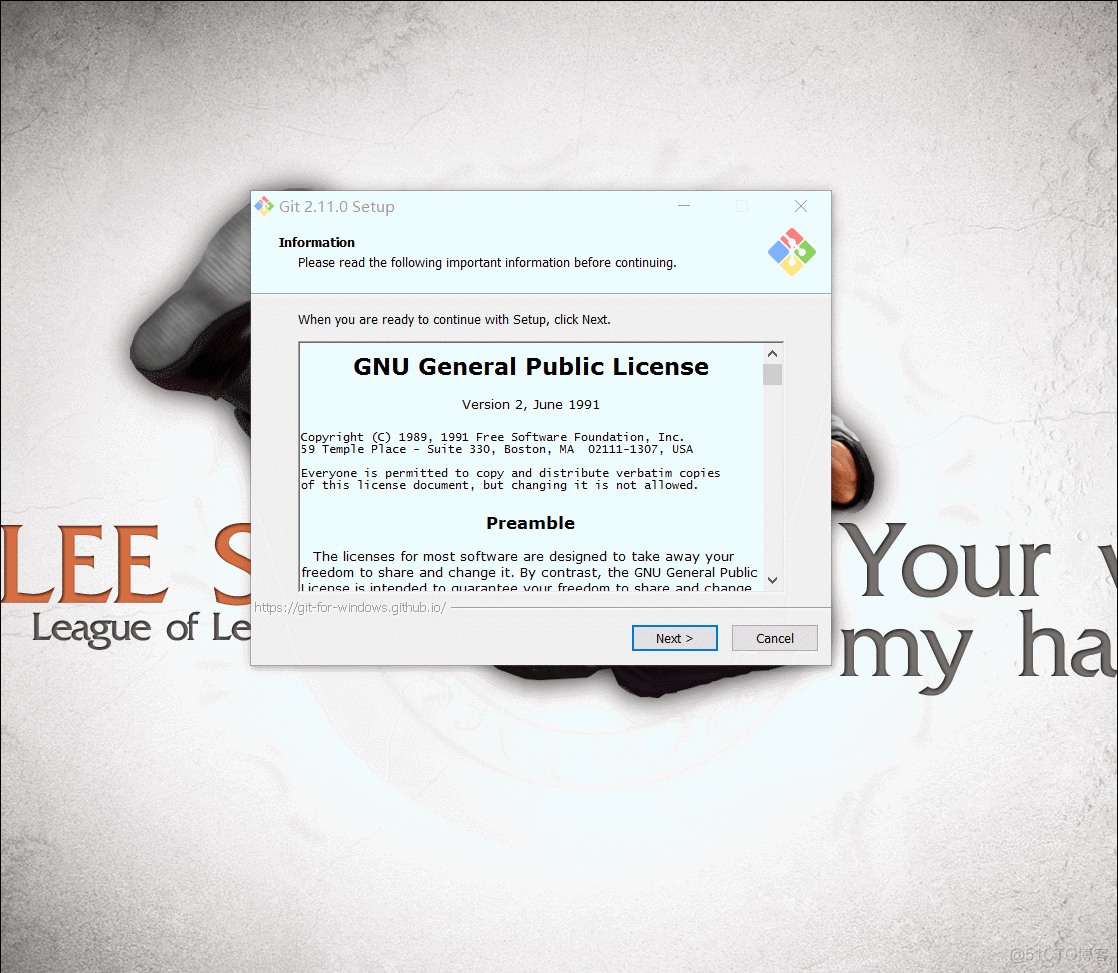 Git 2.11.0 Setup
Information
Please read the following important information before continuing.
When you are ready to continue with Setup, click Next.
GNU General Public License
Version 2, June 1991
Copyright (C) 1989, 1991 Free Software Foundation, Inc.
59 Temple Place - Suite 330, Boston, MA  02111-1307, USA
Everyone is permitted to copy and distribute verbatim copies
of this license document, but changing it is not allowed.
Preamble
The licenses for most software are designed to take away your
freedom to share and change it. By contrast, the GNU General Public
License is intended to guarantee your freedom to share and change
https://git-for-windows.github.io/
Next >
Cancel
LEE S
League of Le
Your
my ha
@51CTO博客